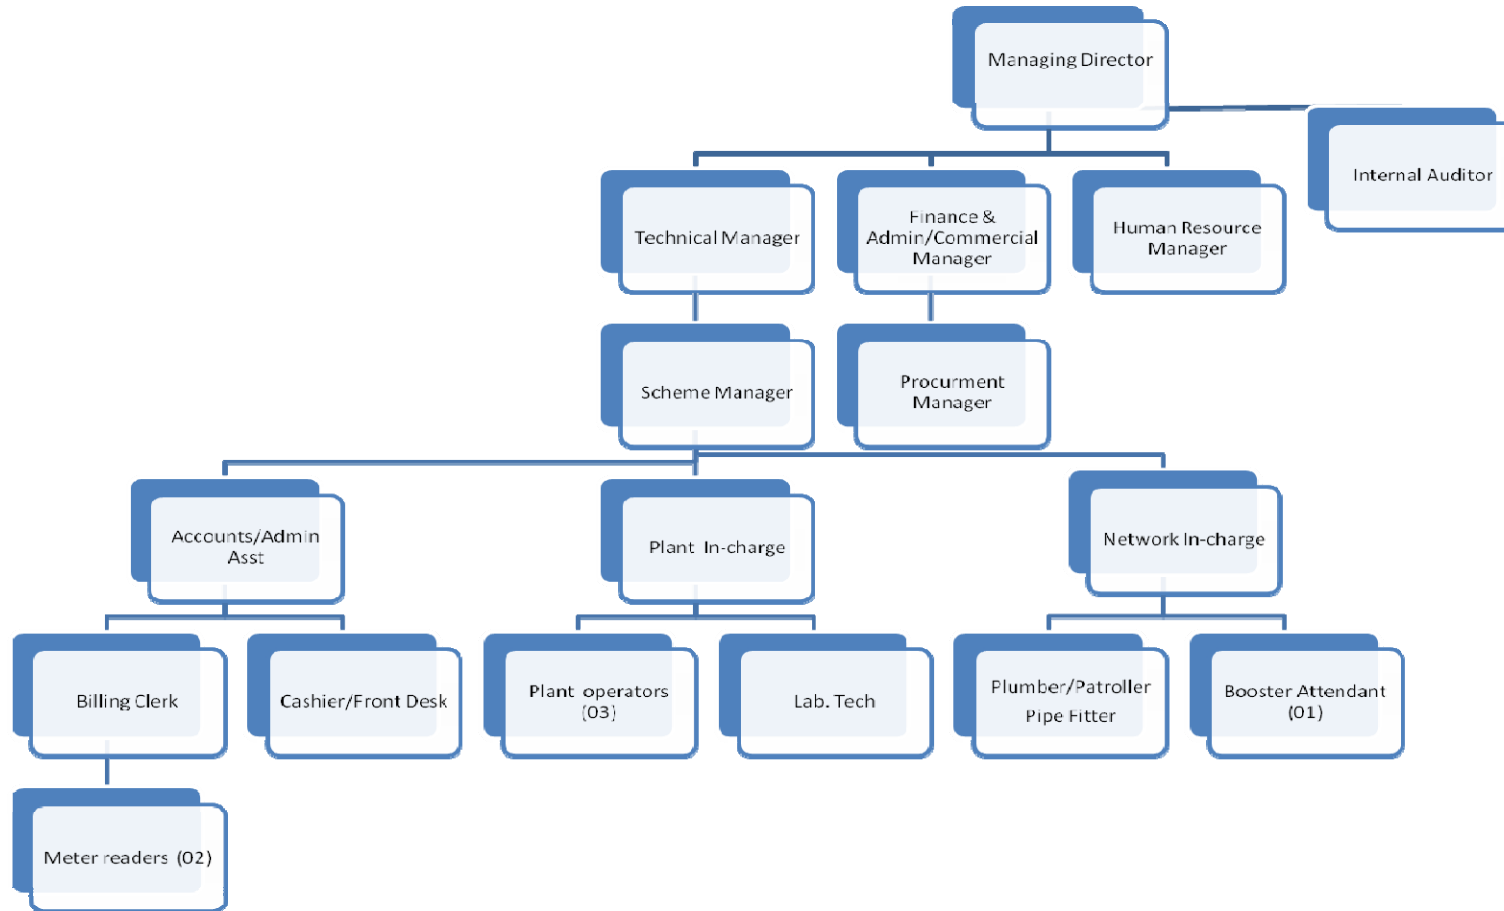 Managing Director
Internal Auditor
Technical Manager
Finance &
Admin/Commercial
Manager
Human Resource
Manager
Scheme Manager
Procurment
Manager
Accounts/Admin
Asst
Plant In-charge
Network In-charge
Billing Clerk
Cashier/Front Desk
Plant operators
(03)
Lab. Tech
Plumber/Patroller
Pipe Fitter
Booster Attendant
(01)
Meter readers (02)